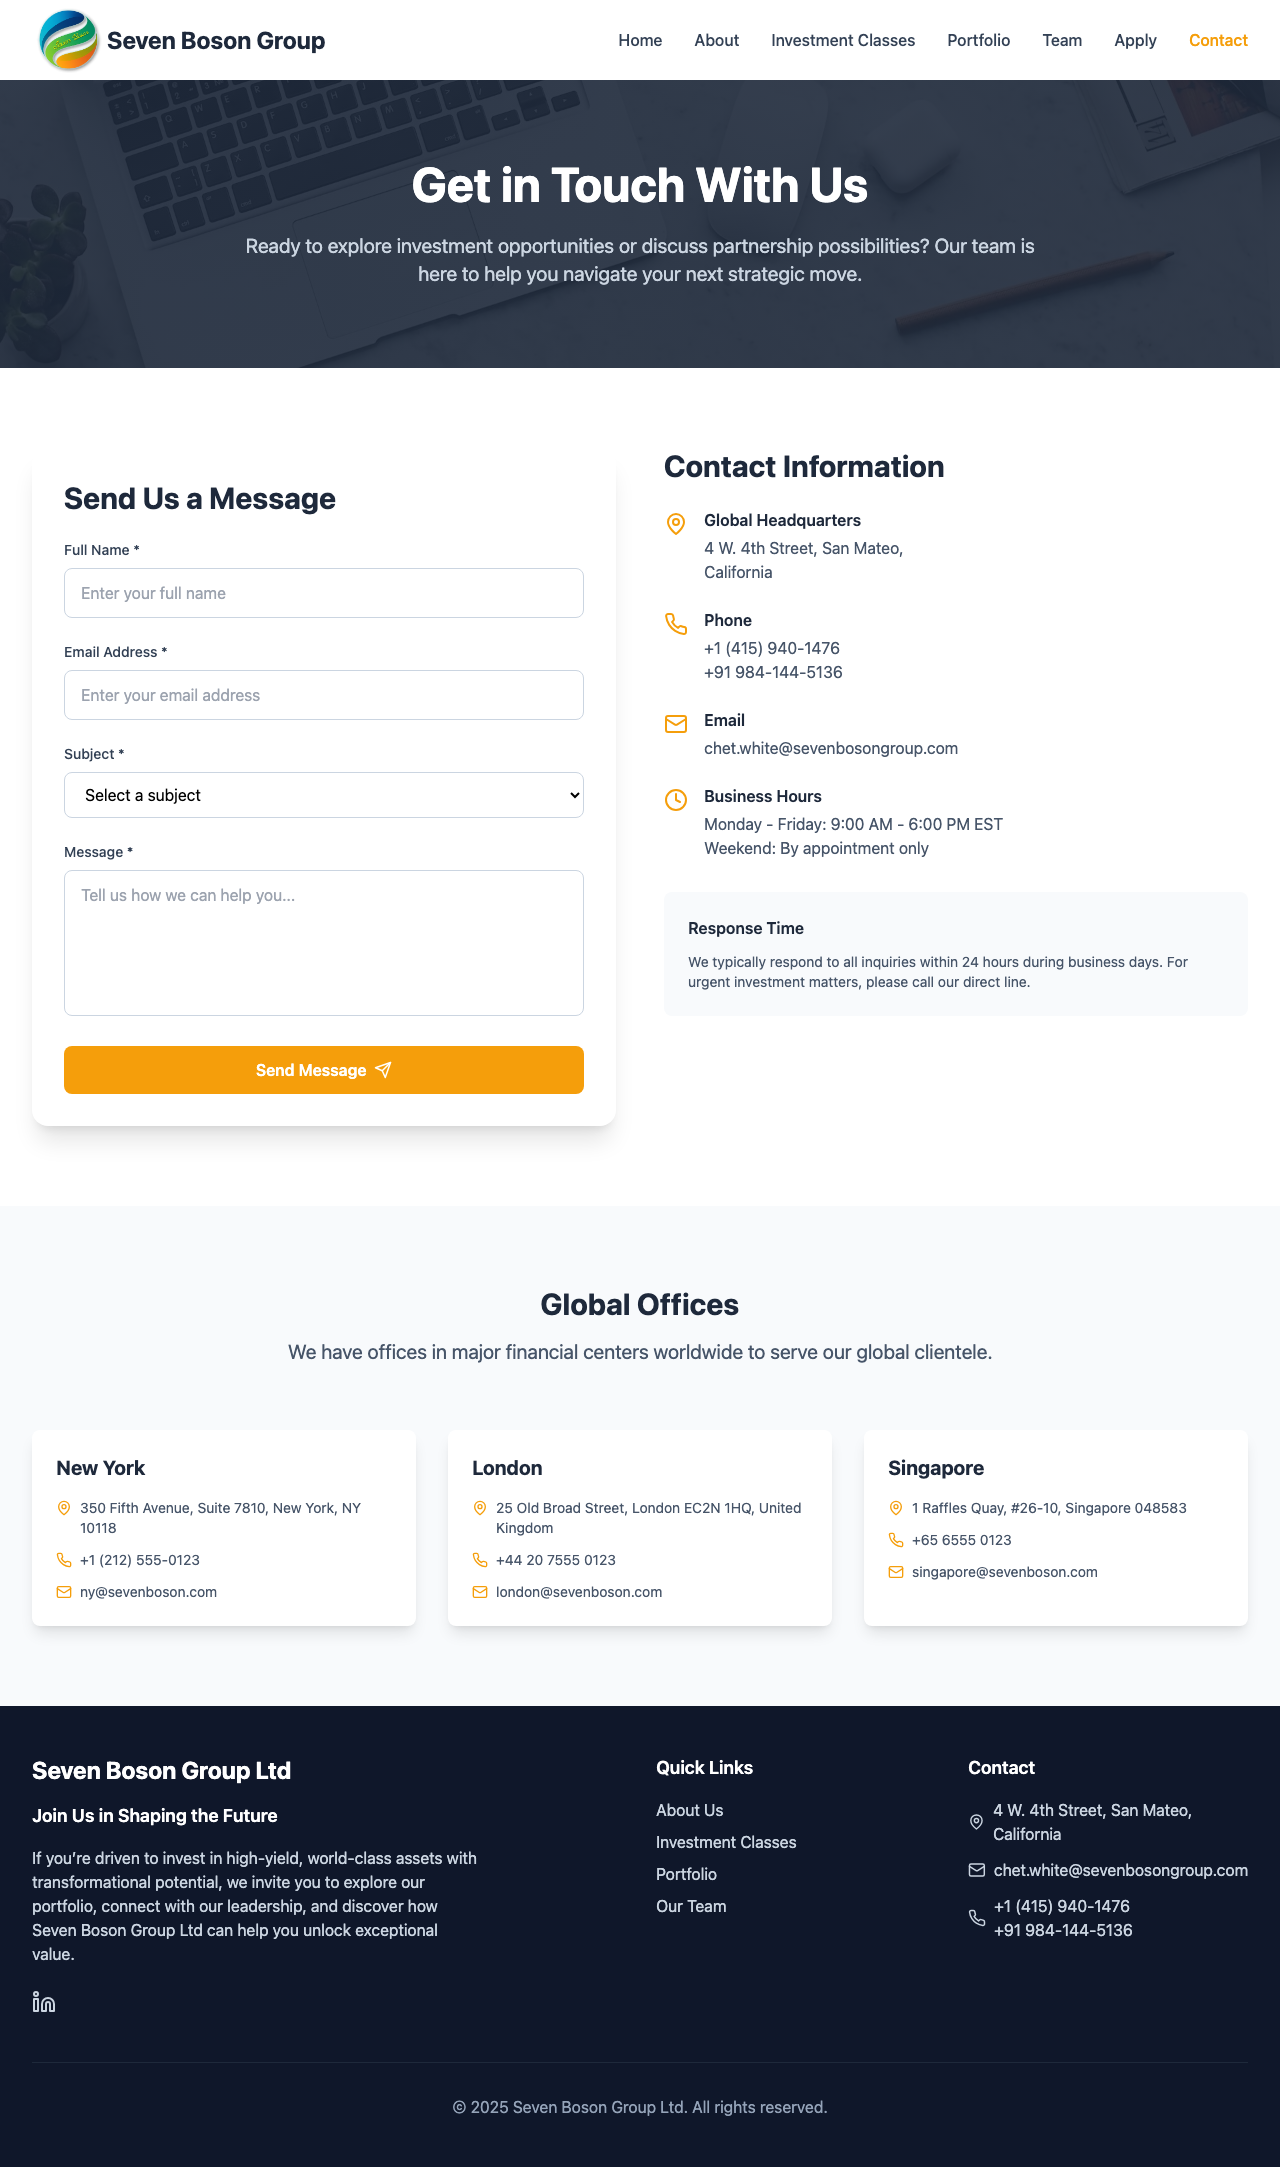 Seven Boson Group
Home
About
Investment Classes
Portfolio
Team
Apply
Contact
Get in Touch With Us
Ready to explore investment opportunities or discuss partnership possibilities? Our team is
here to help you navigate your next strategic move.
Send Us a Message
Full Name *
Enter your full name
Email Address *
Enter your email address
Subject *
Select a subject
Message *
Tell us how we can help you...
Send Message
Contact Information
Global Headquarters
4 W. 4th Street, San Mateo,
California
Phone
+1 (415) 940-1476
+91 984-144-5136
Email
chet.white@sevenbosongroup.com
Business Hours
Monday - Friday: 9:00 AM - 6:00 PM EST
Weekend: By appointment only
Response Time
We typically respond to all inquiries within 24 hours during business days. For
urgent investment matters, please call our direct line.
Global Offices
We have offices in major financial centers worldwide to serve our global clientele.
New York
350 Fifth Avenue, Suite 7810, New York, NY
10118
+1 (212) 555-0123
ny@sevenboson.com
London
25 Old Broad Street, London EC2N 1HQ, United
Kingdom
+44 20 7555 0123
london@sevenboson.com
Singapore
1 Raffles Quay, #26-10, Singapore 048583
+65 6555 0123
singapore@sevenboson.com
Seven Boson Group Ltd
Join Us in Shaping the Future
If you’re driven to invest in high-yield, world-class assets with
transformational potential, we invite you to explore our
portfolio, connect with our leadership, and discover how
Seven Boson Group Ltd can help you unlock exceptional
value.
Quick Links
About Us
Investment Classes
Portfolio
Our Team
Contact
4 W. 4th Street, San Mateo,
California
chet.white@sevenbosongroup.com
+1 (415) 940-1476
+91 984-144-5136
© 2025 Seven Boson Group Ltd. All rights reserved.